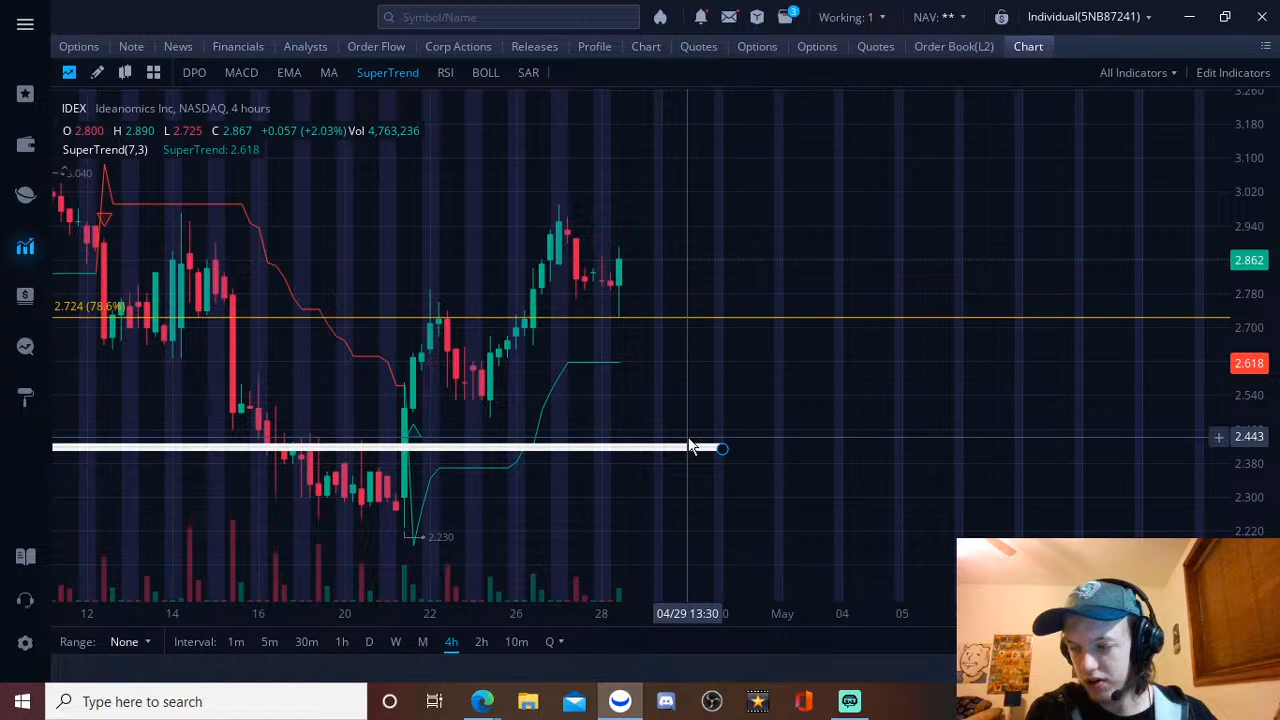 Symbol/Name
3
Working: 1
NAV: **
Individual(5NB87241)
Options Note News Financials Analysts Order Flow Corp Actions Releases Profile Chart Quotes Options Options Quotes Order Book(L2) Chart
DPO MACD EMA MA SuperTrend RSI BOLL SAR
All Indicators
Edit Indicators
IDEX Ideanomics Inc, NASDAQ, 4 hours
O 2.800 H 2.890 L 2.725 C 2.867 +0.057 (+2.03%) Vol 4,763,236
SuperTrend(7,3) SuperTrend: 2.618
3.260
3.180
3.100
3.020
2.940
2.862
2.780
2.700
2.618
2.540
2.443
2.380
2.300
2.220
2.724 (78.6%)
2.230
12 14 16 18 20 22 26 28 04/29 13:30 0 May 04 05
Range: None Interval: 1m 5m 30m 1h D W M 4h 2h 10m Q
Type here to search